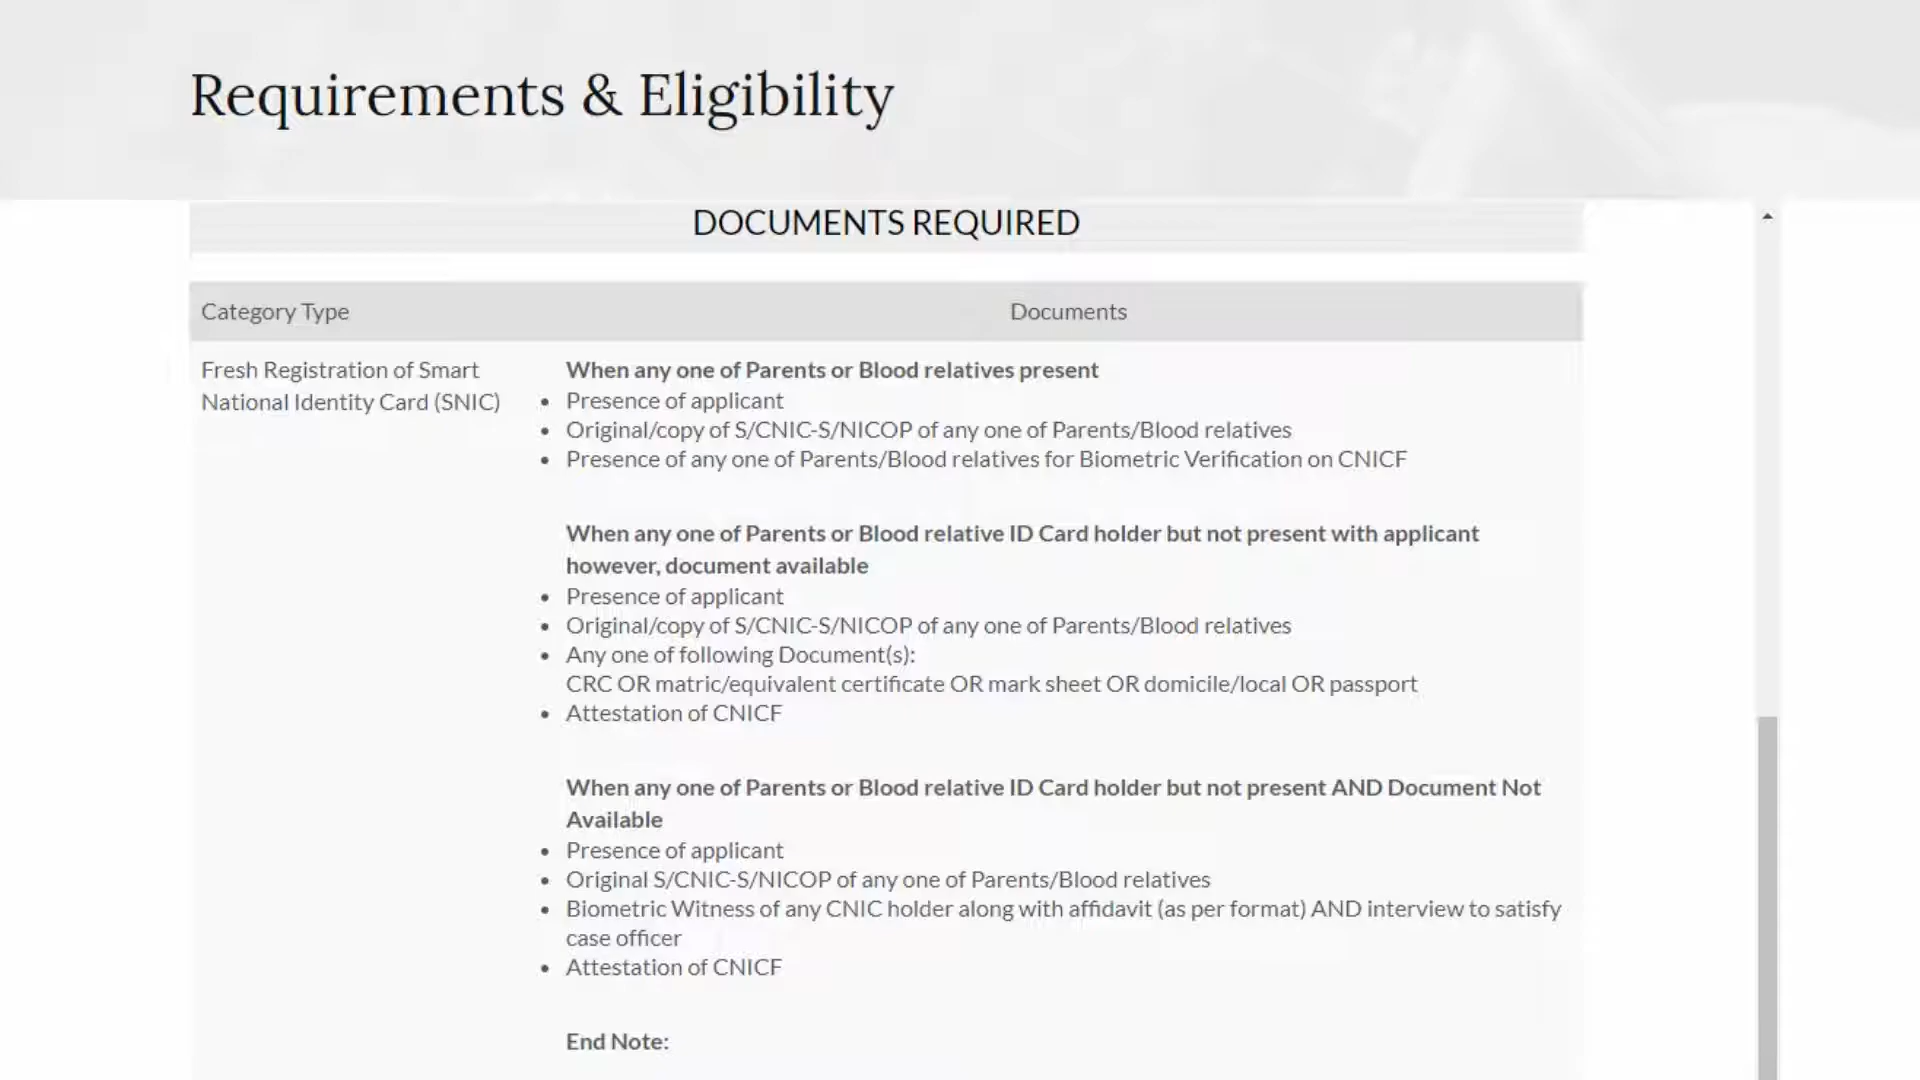 Requirements & Eligibility
DOCUMENTS REQUIRED
Category Type
Documents
Fresh Registration of Smart
National Identity Card (SNIC)
When any one of Parents or Blood relatives present
• Presence of applicant
• Original/copy of S/CNIC-S/NICOP of any one of Parents/Blood relatives
• Presence of any one of Parents/Blood relatives for Biometric Verification on CNICF
When any one of Parents or Blood relative ID Card holder but not present with applicant
however, document available
• Presence of applicant
• Original/copy of S/CNIC-S/NICOP of any one of Parents/Blood relatives
• Any one of following Document(s):
CRC OR matric/equivalent certificate OR mark sheet OR domicile/local OR passport
• Attestation of CNICF
When any one of Parents or Blood relative ID Card holder but not present AND Document Not
Available
• Presence of applicant
• Original S/CNIC-S/NICOP of any one of Parents/Blood relatives
• Biometric Witness of any CNIC holder along with affidavit (as per format) AND interview to satisfy
case officer
• Attestation of CNICF
End Note: